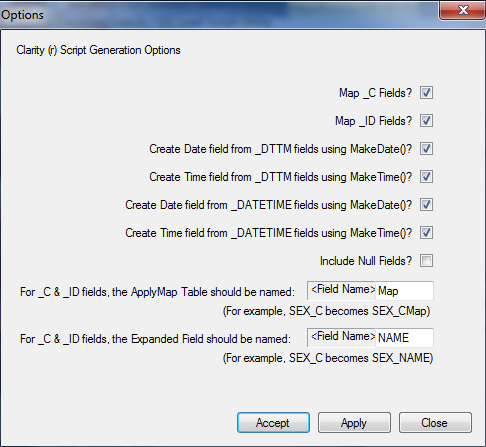 Options
Clarity (r) Script Generation Options
Map _C Fields?
Map _ID Fields?
Create Date field from _DTTM fields using MakeDate()?
Create Time field from _DTTM fields using MakeTime()?
Create Date field from _DATETIME fields using MakeDate()?
Create Time field from _DATETIME fields using MakeTime()?
Include Null Fields?
For _C & _ID fields, the ApplyMap Table should be named: <Field Name> Map
(For example, SEX_C becomes SEX_CMap)
For _C & _ID fields, the Expanded Field should be named: <Field Name> NAME
(For example, SEX_C becomes SEX_NAME)
Accept Apply Close